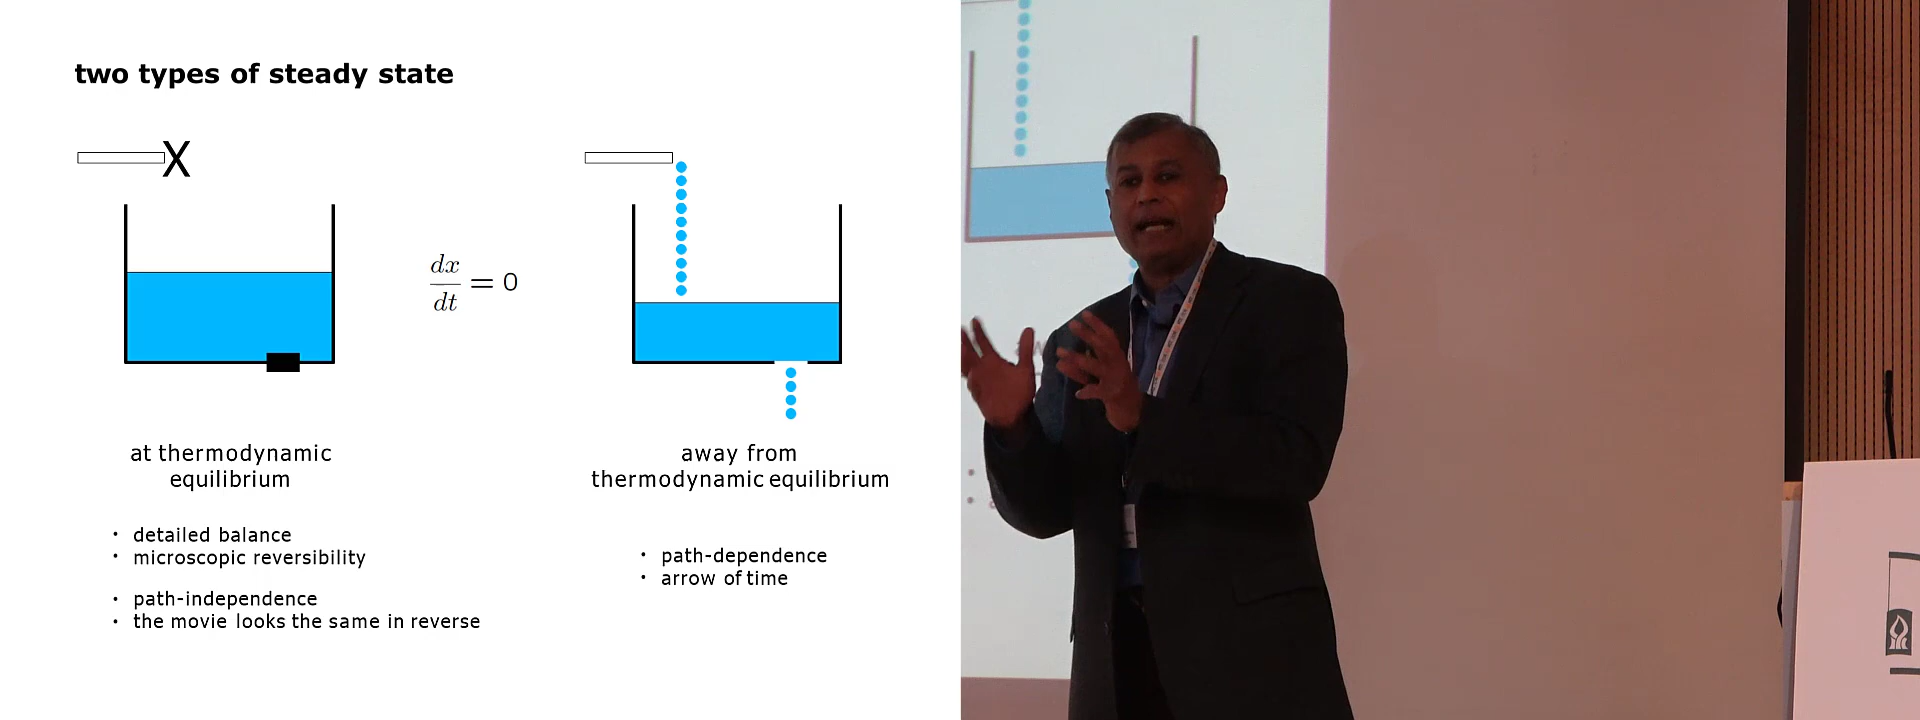 two types of steady state
X
dx
dt
= 0
at thermodynamic
equilibrium
• detailed balance
• microscopic reversibility
• path-independence
• the movie looks the same in reverse
away from
thermodynamic equilibrium
• path-dependence
• arrow of time